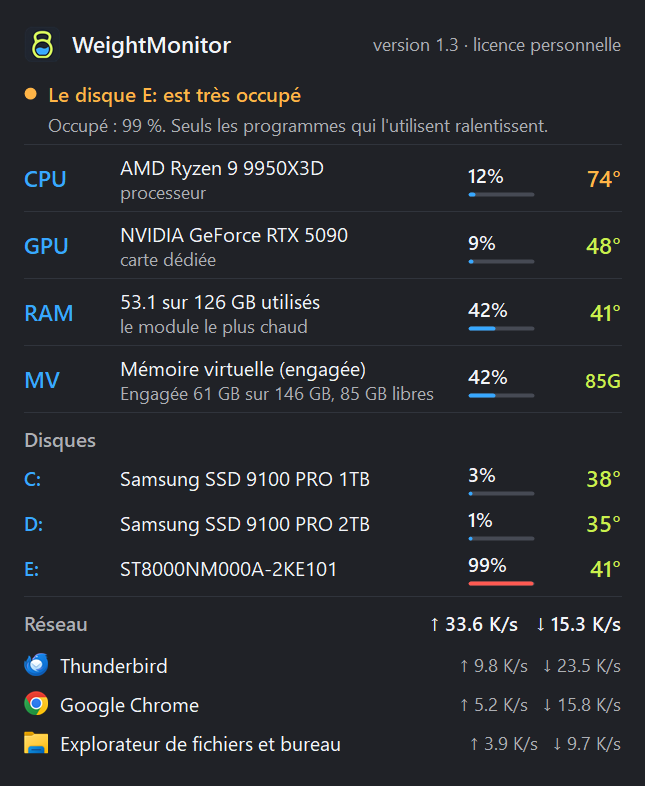 WeightMonitor
version 1.3 · licence personnelle
Le disque E: est très occupé
Occupé : 99 %. Seuls les programmes qui l'utilisent ralentissent.
CPU
AMD Ryzen 9 9950X3D
processeur
12%
74°
GPU
NVIDIA GeForce RTX 5090
carte dédiée
9%
48°
RAM
53.1 sur 126 GB utilisés
le module le plus chaud
42%
41°
MV
Mémoire virtuelle (engagée)
Engagée 61 GB sur 146 GB, 85 GB libres
42%
85G
Disques
C:
Samsung SSD 9100 PRO 1TB
3%
38°
D:
Samsung SSD 9100 PRO 2TB
1%
35°
E:
ST8000NM000A-2KE101
99%
41°
Réseau
↑ 33.6 K/s ↓ 15.3 K/s
Thunderbird
↑ 9.8 K/s ↓ 23.5 K/s
Google Chrome
↑ 5.2 K/s ↓ 15.8 K/s
Explorateur de fichiers et bureau
↑ 3.9 K/s ↓ 9.7 K/s